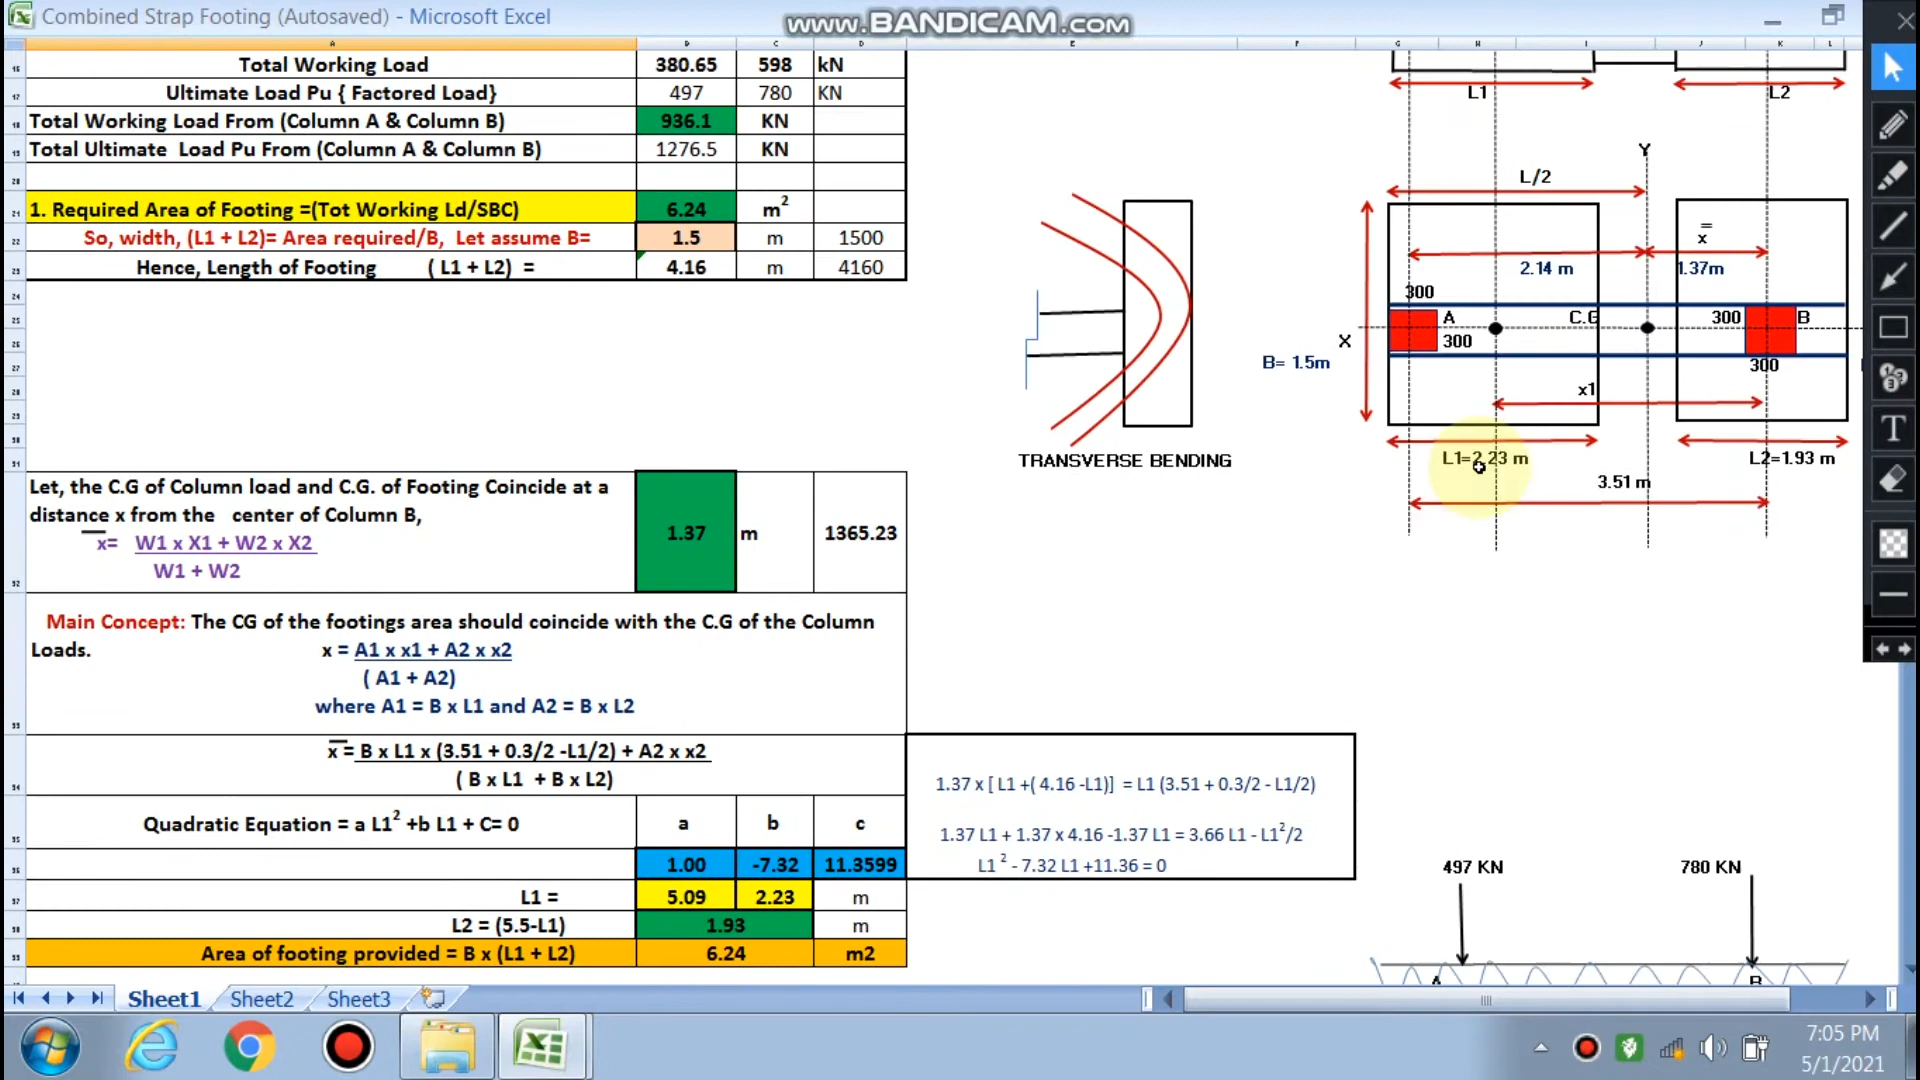 Combined Strap Footing (Autosaved) - Microsoft Excel
www.BANDICAM.com
Total Working Load 380.65 598 kN
Ultimate Load Pu { Factored Load} 497 780 KN
Total Working Load From (Column A & Column B) 936.1 KN
Total Ultimate Load Pu From (Column A & Column B) 1276.5 KN
1. Required Area of Footing =(Tot Working Ld/SBC) 6.24 m2
So, width, (L1 + L2)= Area required/B, Let assume B= 1.5 m 1500
Hence, Length of Footing ( L1 + L2) = 4.16 m 4160
Let, the C.G of Column load and C.G. of Footing Coincide at a
distance x from the center of Column B,
x= W1 x X1 + W2 x X2
W1 + W2
1.37 m 1365.23
Main Concept: The CG of the footings area should coincide with the C.G of the Column
Loads.
x = A1 x x1 + A2 x x2
( A1 + A2)
where A1 = B x L1 and A2 = B x L2
x = B x L1 x (3.51 + 0.3/2 -L1/2) + A2 x x2
( B x L1 + B x L2)
Quadratic Equation = a L1² +b L1 + C= 0 a b c
1.00 -7.32 11.3599
L1 = 5.09 2.23 m
L2 = (5.5-L1) 1.93 m
Area of footing provided = B x (L1 + L2) 6.24 m2
1.37 x [ L1 +( 4.16 -L1)] = L1 (3.51 + 0.3/2 - L1/2)
1.37 L1 + 1.37 x 4.16 -1.37 L1 = 3.66 L1 - L1²/2
L1 ² - 7.32 L1 +11.36 = 0
TRANSVERSE BENDING
L1 L2
Y
L/2
=
x
2.14 m 1.37m
300
A C.G 300 B
X 300
B= 1.5m 300
x1
L1=2.23 m L2=1.93 m
3.51 m
497 KN 780 KN
A B
Sheet1 Sheet2 Sheet3
7:05 PM
5/1/2021